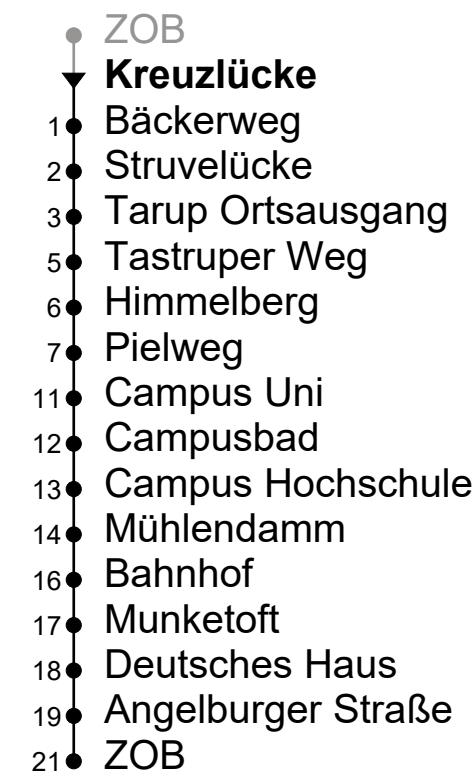 ZOB
Kreuzlücke
1 Bäckerweg
2 Struvelücke
3 Tarup Ortsausgang
5 Tastruper Weg
6 Himmelberg
7 Pielweg
11 Campus Uni
12 Campusbad
13 Campus Hochschule
14 Mühlendamm
16 Bahnhof
17 Munketoft
18 Deutsches Haus
19 Angelburger Straße
21 ZOB